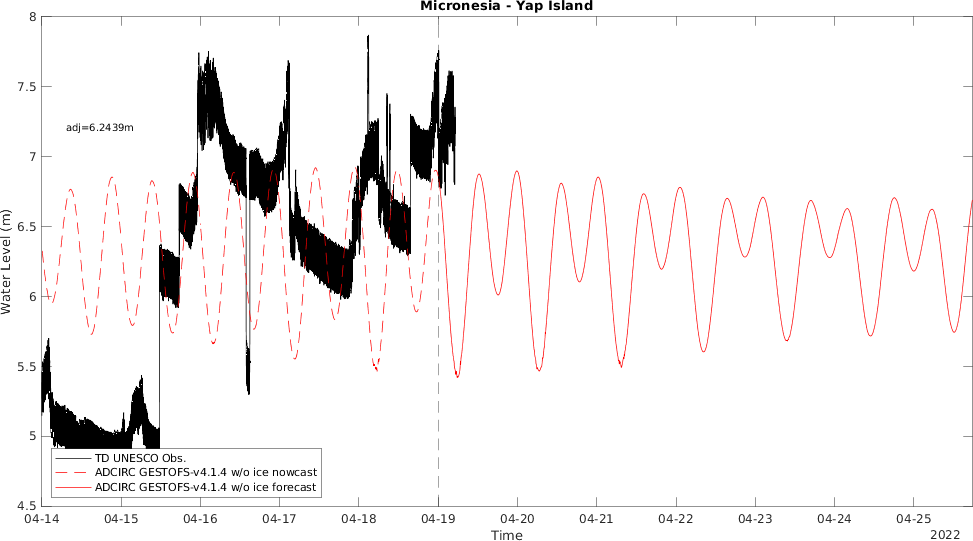 Micronesia - Yap Island
8
7.5
7
6.5
6
5.5
5
4.5
Water Level (m)
adj=6.2439m
TD UNESCO Obs.
ADCIRC GESTOFS-v4.1.4 w/o ice nowcast
ADCIRC GESTOFS-v4.1.4 w/o ice forecast
04-14 04-15 04-16 04-17 04-18 04-19 04-20 04-21 04-22 04-23 04-24 04-25
Time
2022